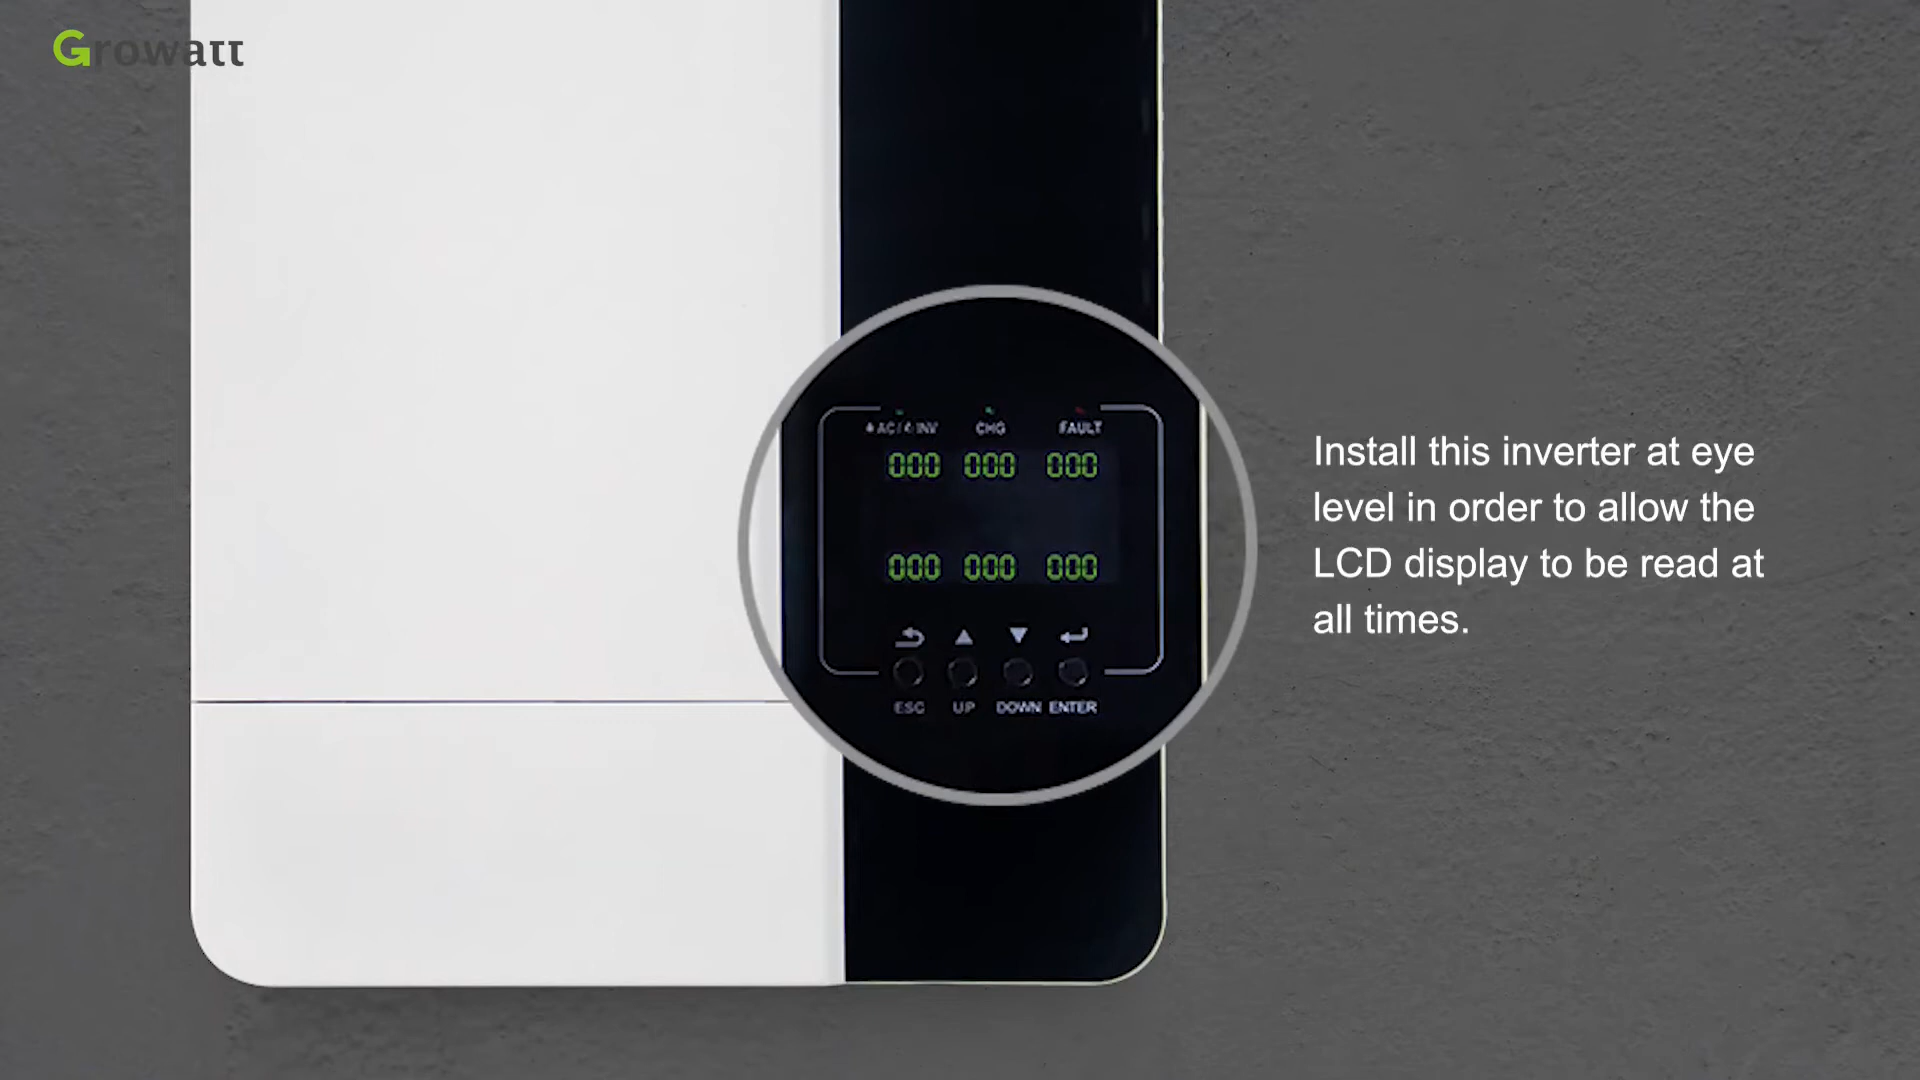 Growatt
AC / INV CHG FAULT
000 000 000
000 000 000
ESC UP DOWN ENTER
Install this inverter at eye
level in order to allow the
LCD display to be read at
all times.